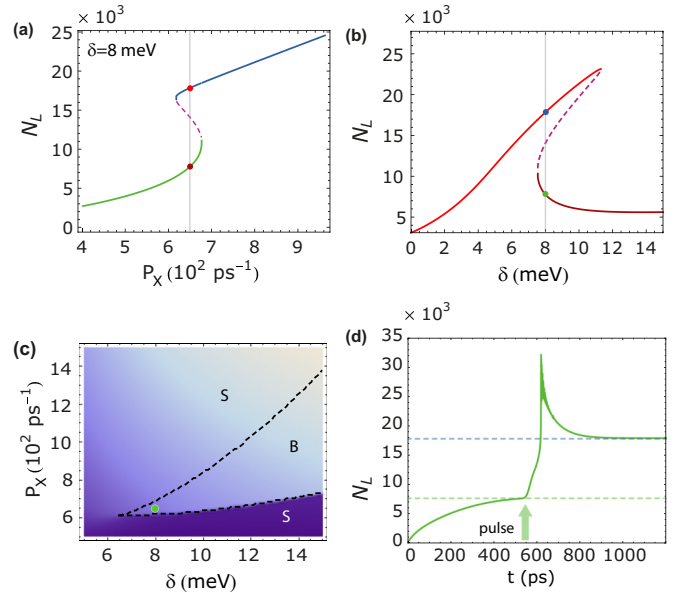 (a)
× 10³
δ=8 meV
25
20
15
10
5
0
N_L
4 5 6 7 8 9
P_X (10² ps⁻¹)
(b)
× 10³
25
20
15
10
5
3
N_L
0 2 4 6 8 10 12 14
δ (meV)
(c)
14
12
10
8
6
P_X (10² ps⁻¹)
S
B
S
6 8 10 12 14
δ (meV)
(d)
× 10³
35
30
25
20
15
10
5
0
N_L
pulse
0 200 400 600 800 1000
t (ps)